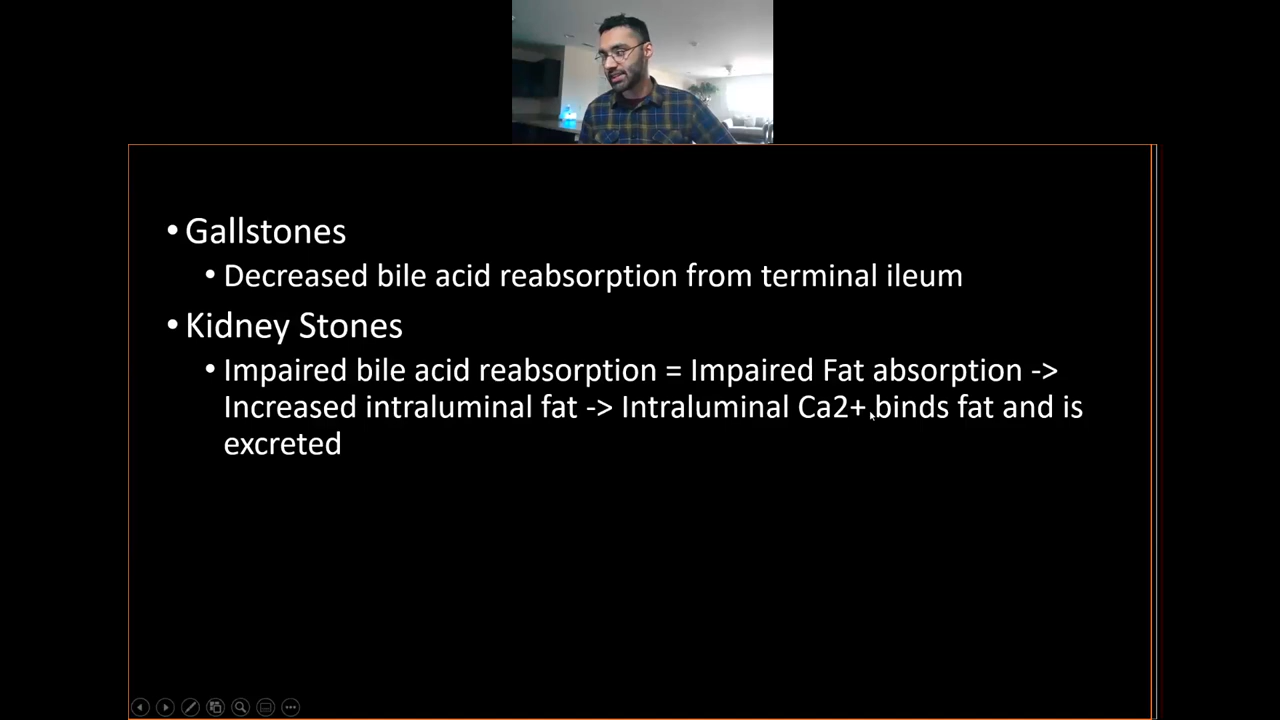 • Gallstones
• Decreased bile acid reabsorption from terminal ileum
• Kidney Stones
• Impaired bile acid reabsorption = Impaired Fat absorption ->
Increased intraluminal fat -> Intraluminal Ca2+ binds fat and is
excreted